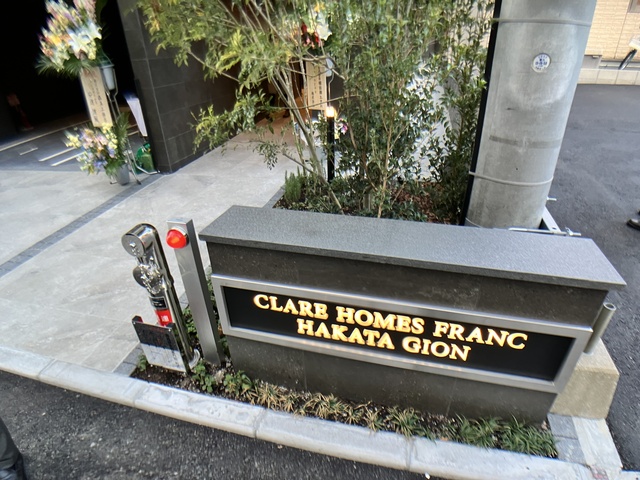 CLARE HOMES FRANC
HAKATA GION